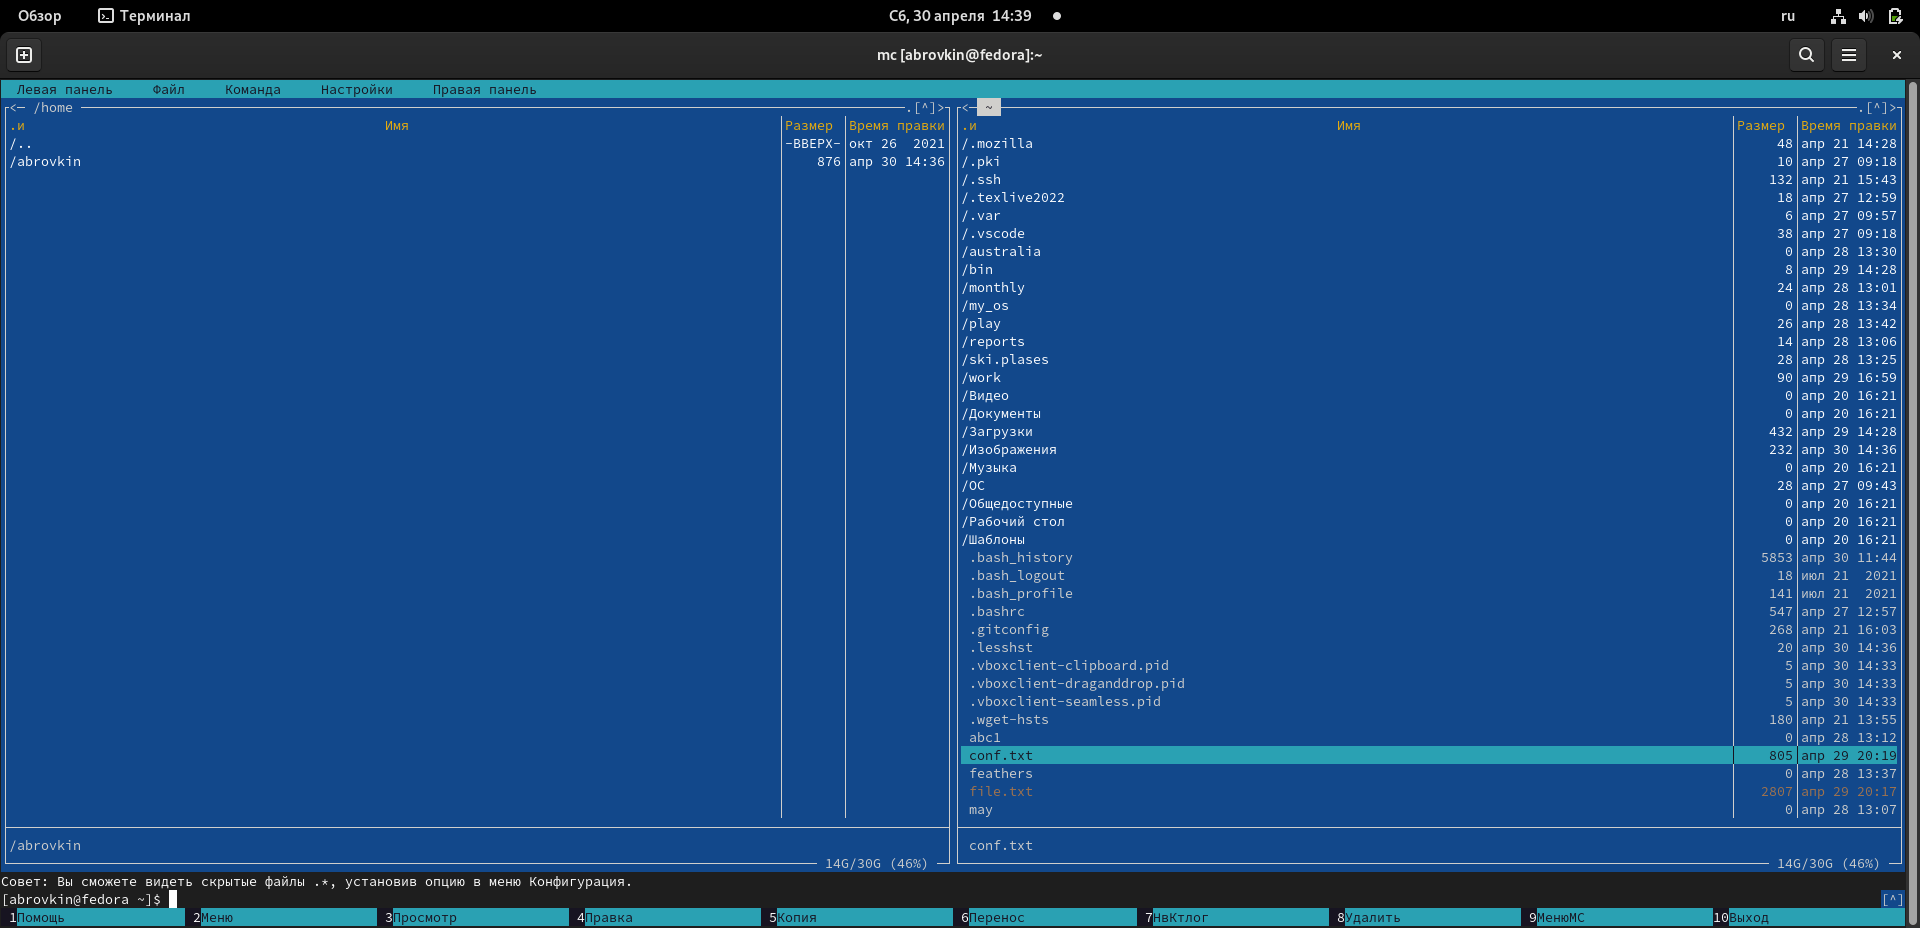 Обзор Терминал Сб, 30 апреля 14:39 ru
mc [abrovkin@fedora]:~
Левая панель Файл Команда Настройки Правая панель
<─ /home .[^]>
.и Имя Размер Время правки
/.. -ВВЕРХ- окт 26 2021
/abrovkin 876 апр 30 14:36
/abrovkin
14G/30G (46%)
<─ ~ .[^]>
.и Имя Размер Время правки
/.mozilla 48 апр 21 14:28
/.pki 10 апр 27 09:18
/.ssh 132 апр 21 15:43
/.texlive2022 18 апр 27 12:59
/.var 6 апр 27 09:57
/.vscode 38 апр 27 09:18
/australia 0 апр 28 13:30
/bin 8 апр 29 14:28
/monthly 24 апр 28 13:01
/my_os 0 апр 28 13:34
/play 26 апр 28 13:42
/reports 14 апр 28 13:06
/ski.plases 28 апр 28 13:25
/work 90 апр 29 16:59
/Видео 0 апр 20 16:21
/Документы 0 апр 20 16:21
/Загрузки 432 апр 29 14:28
/Изображения 232 апр 30 14:36
/Музыка 0 апр 20 16:21
/ОС 28 апр 27 09:43
/Общедоступные 0 апр 20 16:21
/Рабочий стол 0 апр 20 16:21
/Шаблоны 0 апр 20 16:21
.bash_history 5853 апр 30 11:44
.bash_logout 18 июл 21 2021
.bash_profile 141 июл 21 2021
.bashrc 547 апр 27 12:57
.gitconfig 268 апр 21 16:03
.lesshst 20 апр 30 14:36
.vboxclient-clipboard.pid 5 апр 30 14:33
.vboxclient-draganddrop.pid 5 апр 30 14:33
.vboxclient-seamless.pid 5 апр 30 14:33
.wget-hsts 180 апр 21 13:55
abc1 0 апр 28 13:12
conf.txt 805 апр 29 20:19
feathers 0 апр 28 13:37
file.txt 2807 апр 29 20:17
may 0 апр 28 13:07
conf.txt
14G/30G (46%)
Совет: Вы сможете видеть скрытые файлы .*, установив опцию в меню Конфигурация.
[abrovkin@fedora ~]$ [^]
1Помощь 2Меню 3Просмотр 4Правка 5Копия 6Перенос 7НвКтлог 8Удалить 9МенюМС 10Выход